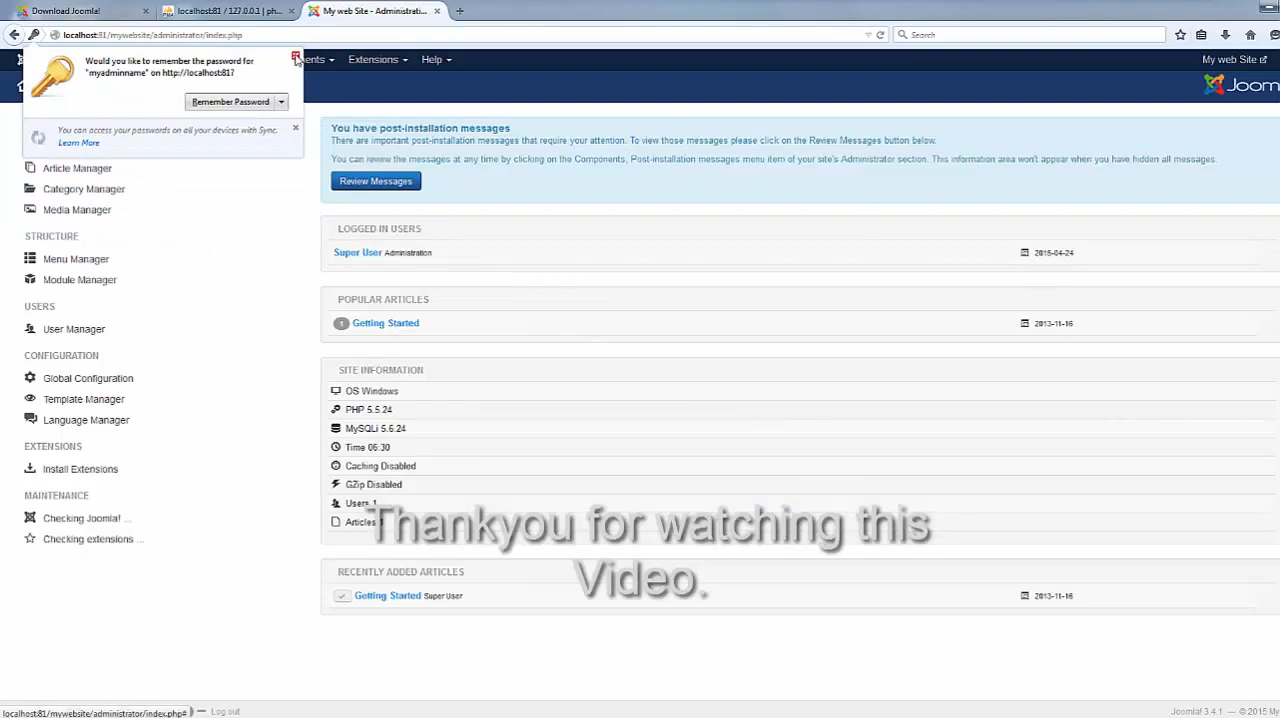 Download Joomla!
localhost:81 / 127.0.0.1 | ph...
My web Site - Administrati...
localhost:81/mywebsite/administrator/index.php
Search
Would you like to remember the password for
"myadminname" on http://localhost:81?
Remember Password
You can access your passwords on all your devices with Sync.
Learn More
Extensions
Help
My web Site
Joom
You have post-installation messages
There are important post-installation messages that require your attention. To view those messages please click on the Review Messages button below.
You can review the messages at any time by clicking on the Components, Post-installation messages menu item of your site's Administrator section. This information area won't appear when you have hidden all messages.
Review Messages
Article Manager
Category Manager
Media Manager
STRUCTURE
Menu Manager
Module Manager
USERS
User Manager
CONFIGURATION
Global Configuration
Template Manager
Language Manager
EXTENSIONS
Install Extensions
MAINTENANCE
Checking Joomla! ...
Checking extensions ...
LOGGED IN USERS
Super User Administration
2015-04-24
POPULAR ARTICLES
1 Getting Started
2013-11-16
SITE INFORMATION
OS Windows
PHP 5.5.24
MySQLi 5.6.24
Time 06:30
Caching Disabled
GZip Disabled
Users 1
Articles
Thankyou for watching this
Video.
RECENTLY ADDED ARTICLES
Getting Started Super User
2013-11-16
localhost:81/mywebsite/administrator/index.php#
Log out
Joomla! 3.4.1 — © 2015 My